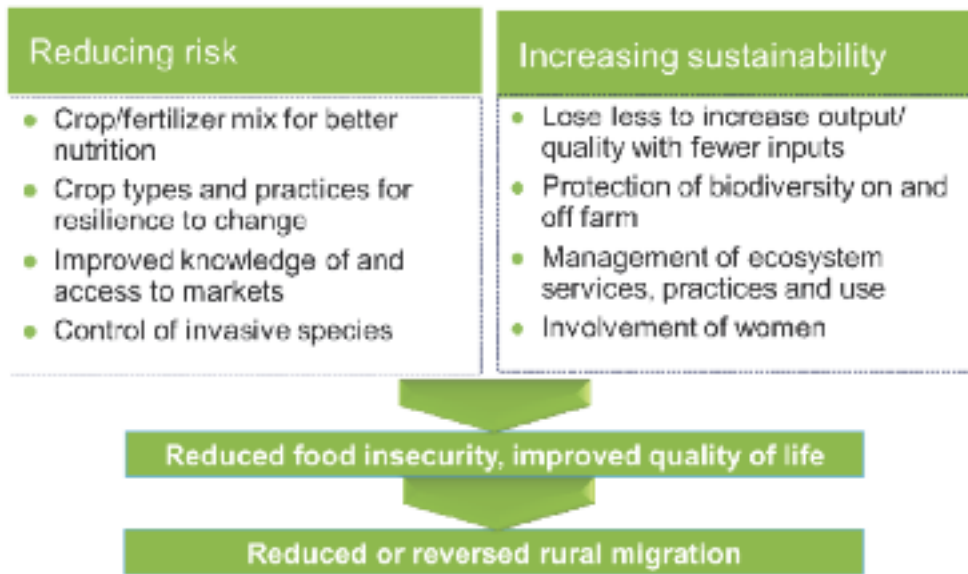 Reducing risk
• Crop/fertilizer mix for better
nutrition
• Crop types and practices for
resilience to change
• Improved knowledge of and
access to markets
• Control of invasive species
Increasing sustainability
• Lose less to increase output/
quality with fewer inputs
• Protection of biodiversity on and
off farm
• Management of ecosystem
services, practices and use
• Involvement of women
Reduced food insecurity, improved quality of life
Reduced or reversed rural migration